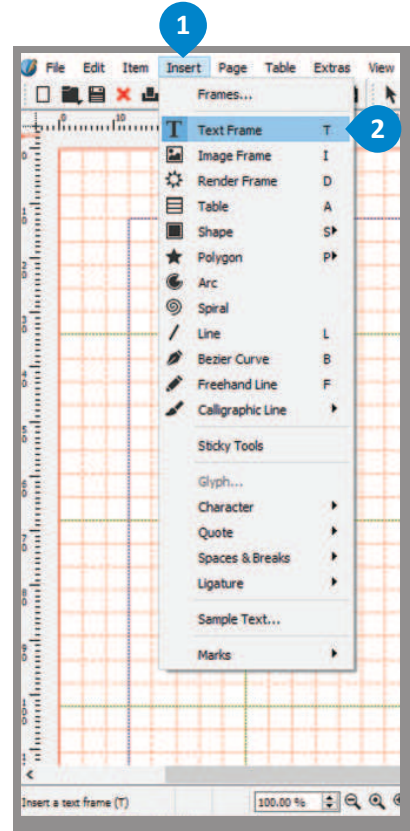 1
File Edit Item Insert Page Table Extras View
Frames...
0 10
Text Frame T
2
Image Frame I
Render Frame D
Table A
Shape S
Polygon P
Arc
Spiral
Line L
Bezier Curve B
Freehand Line F
Calligraphic Line
Sticky Tools
Glyph...
Character
Quote
Spaces & Breaks
Ligature
Sample Text...
Marks
Insert a text frame (T)
100.00 %